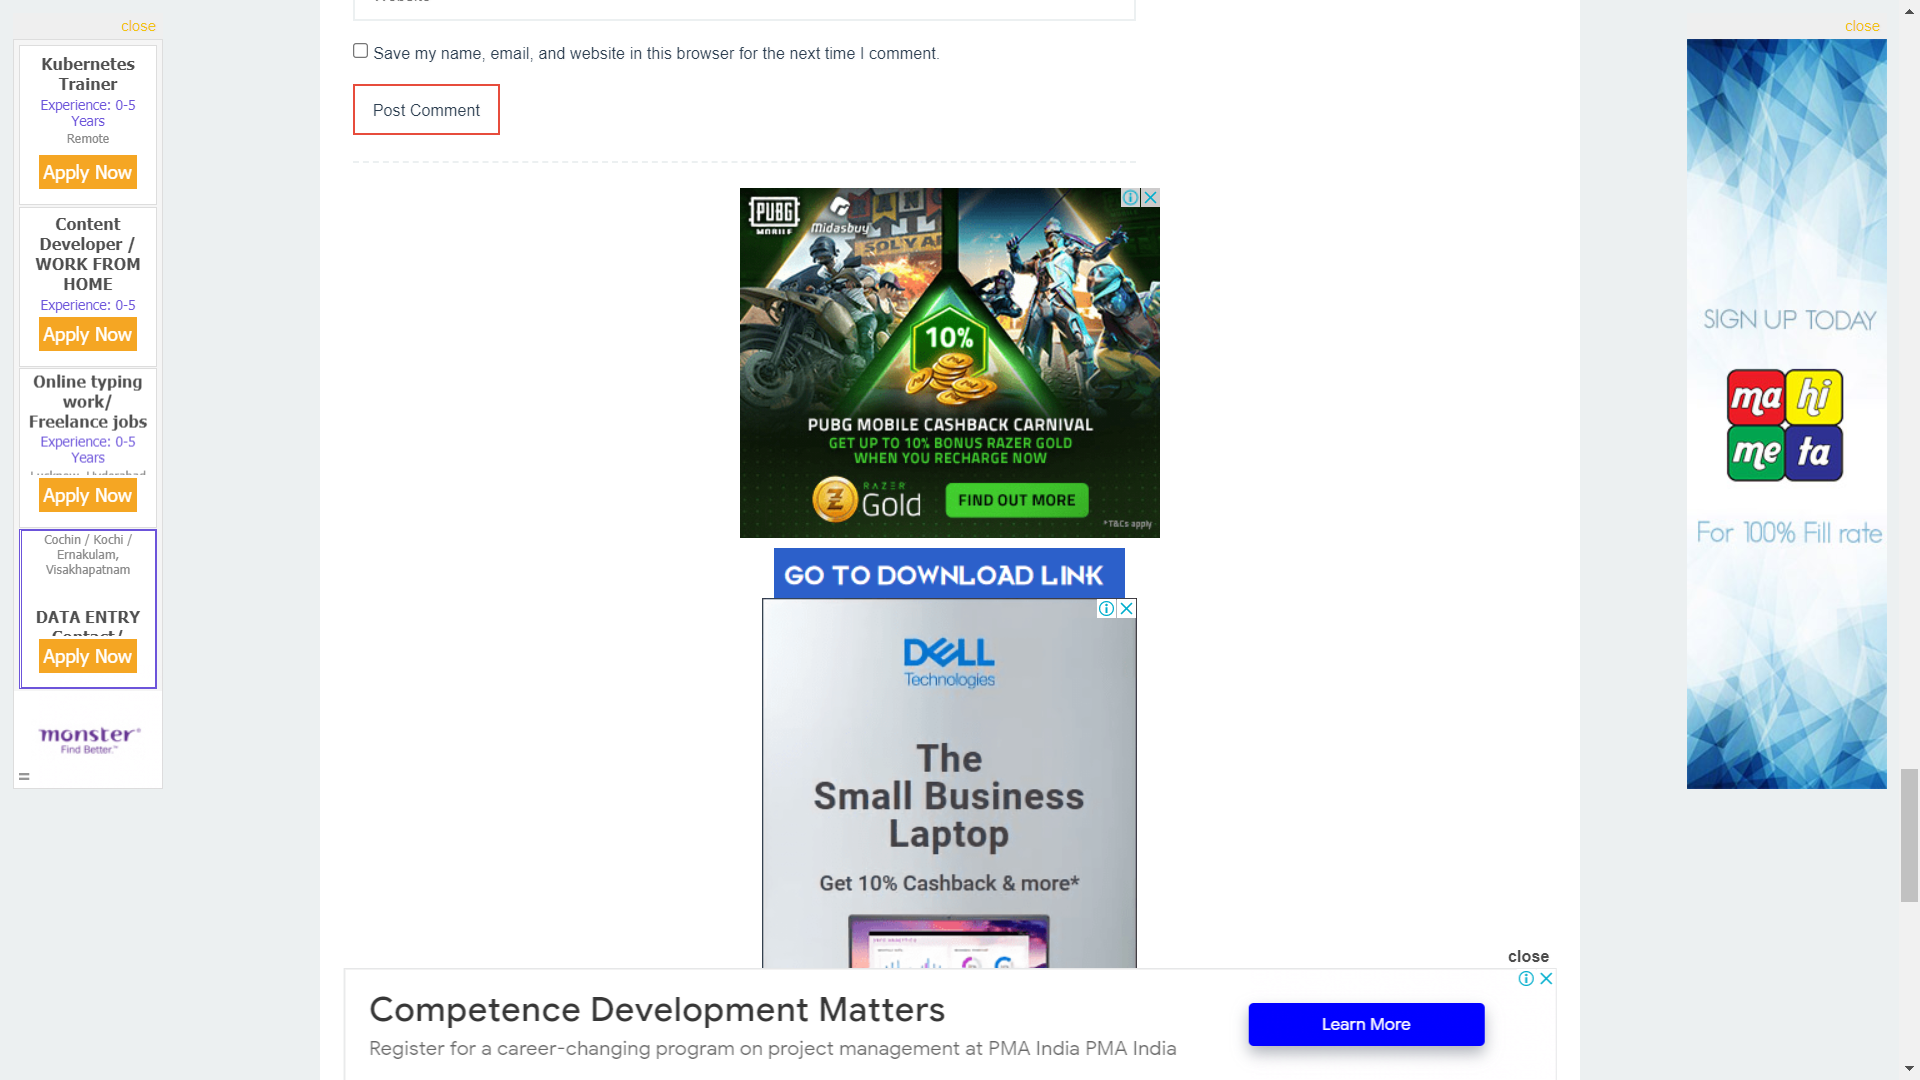 close
Kubernetes
Trainer
Experience: 0-5
Years
Remote
Apply Now
Content
Developer /
WORK FROM
HOME
Experience: 0-5
Apply Now
Online typing
work/
Freelance jobs
Experience: 0-5
Years
Lucknow, Hyderabad
Apply Now
Cochin / Kochi /
Ernakulam,
Visakhapatnam
DATA ENTRY
Contact/
Apply Now
monster
Find Better.™
Website
Save my name, email, and website in this browser for the next time I comment.
Post Comment
PUBG
MOBILE
Midasbuy
10%
PUBG MOBILE CASHBACK CARNIVAL
GET UP TO 10% BONUS RAZER GOLD
WHEN YOU RECHARGE NOW
RAZER
Gold
FIND OUT MORE
*T&Cs apply
GO TO DOWNLOAD LINK
DELL
Technologies
The
Small Business
Laptop
Get 10% Cashback & more*
close
Competence Development Matters
Register for a career-changing program on project management at PMA India PMA India
Learn More
close
SIGN UP TODAY
ma hi
me ta
For 100% Fill rate